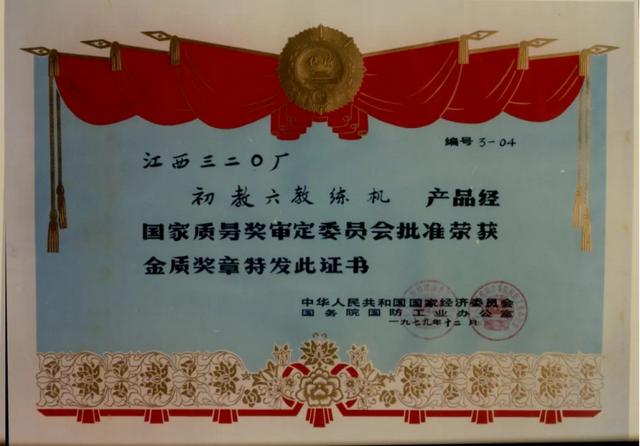 编号 3-04
江西三二〇厂
初教六教练机 产品经
国家质量奖审定委员会批准荣获
金质奖章特发此证书
中华人民共和国国家经济委员会
国务院国防工业办公室
一九七九年十二月